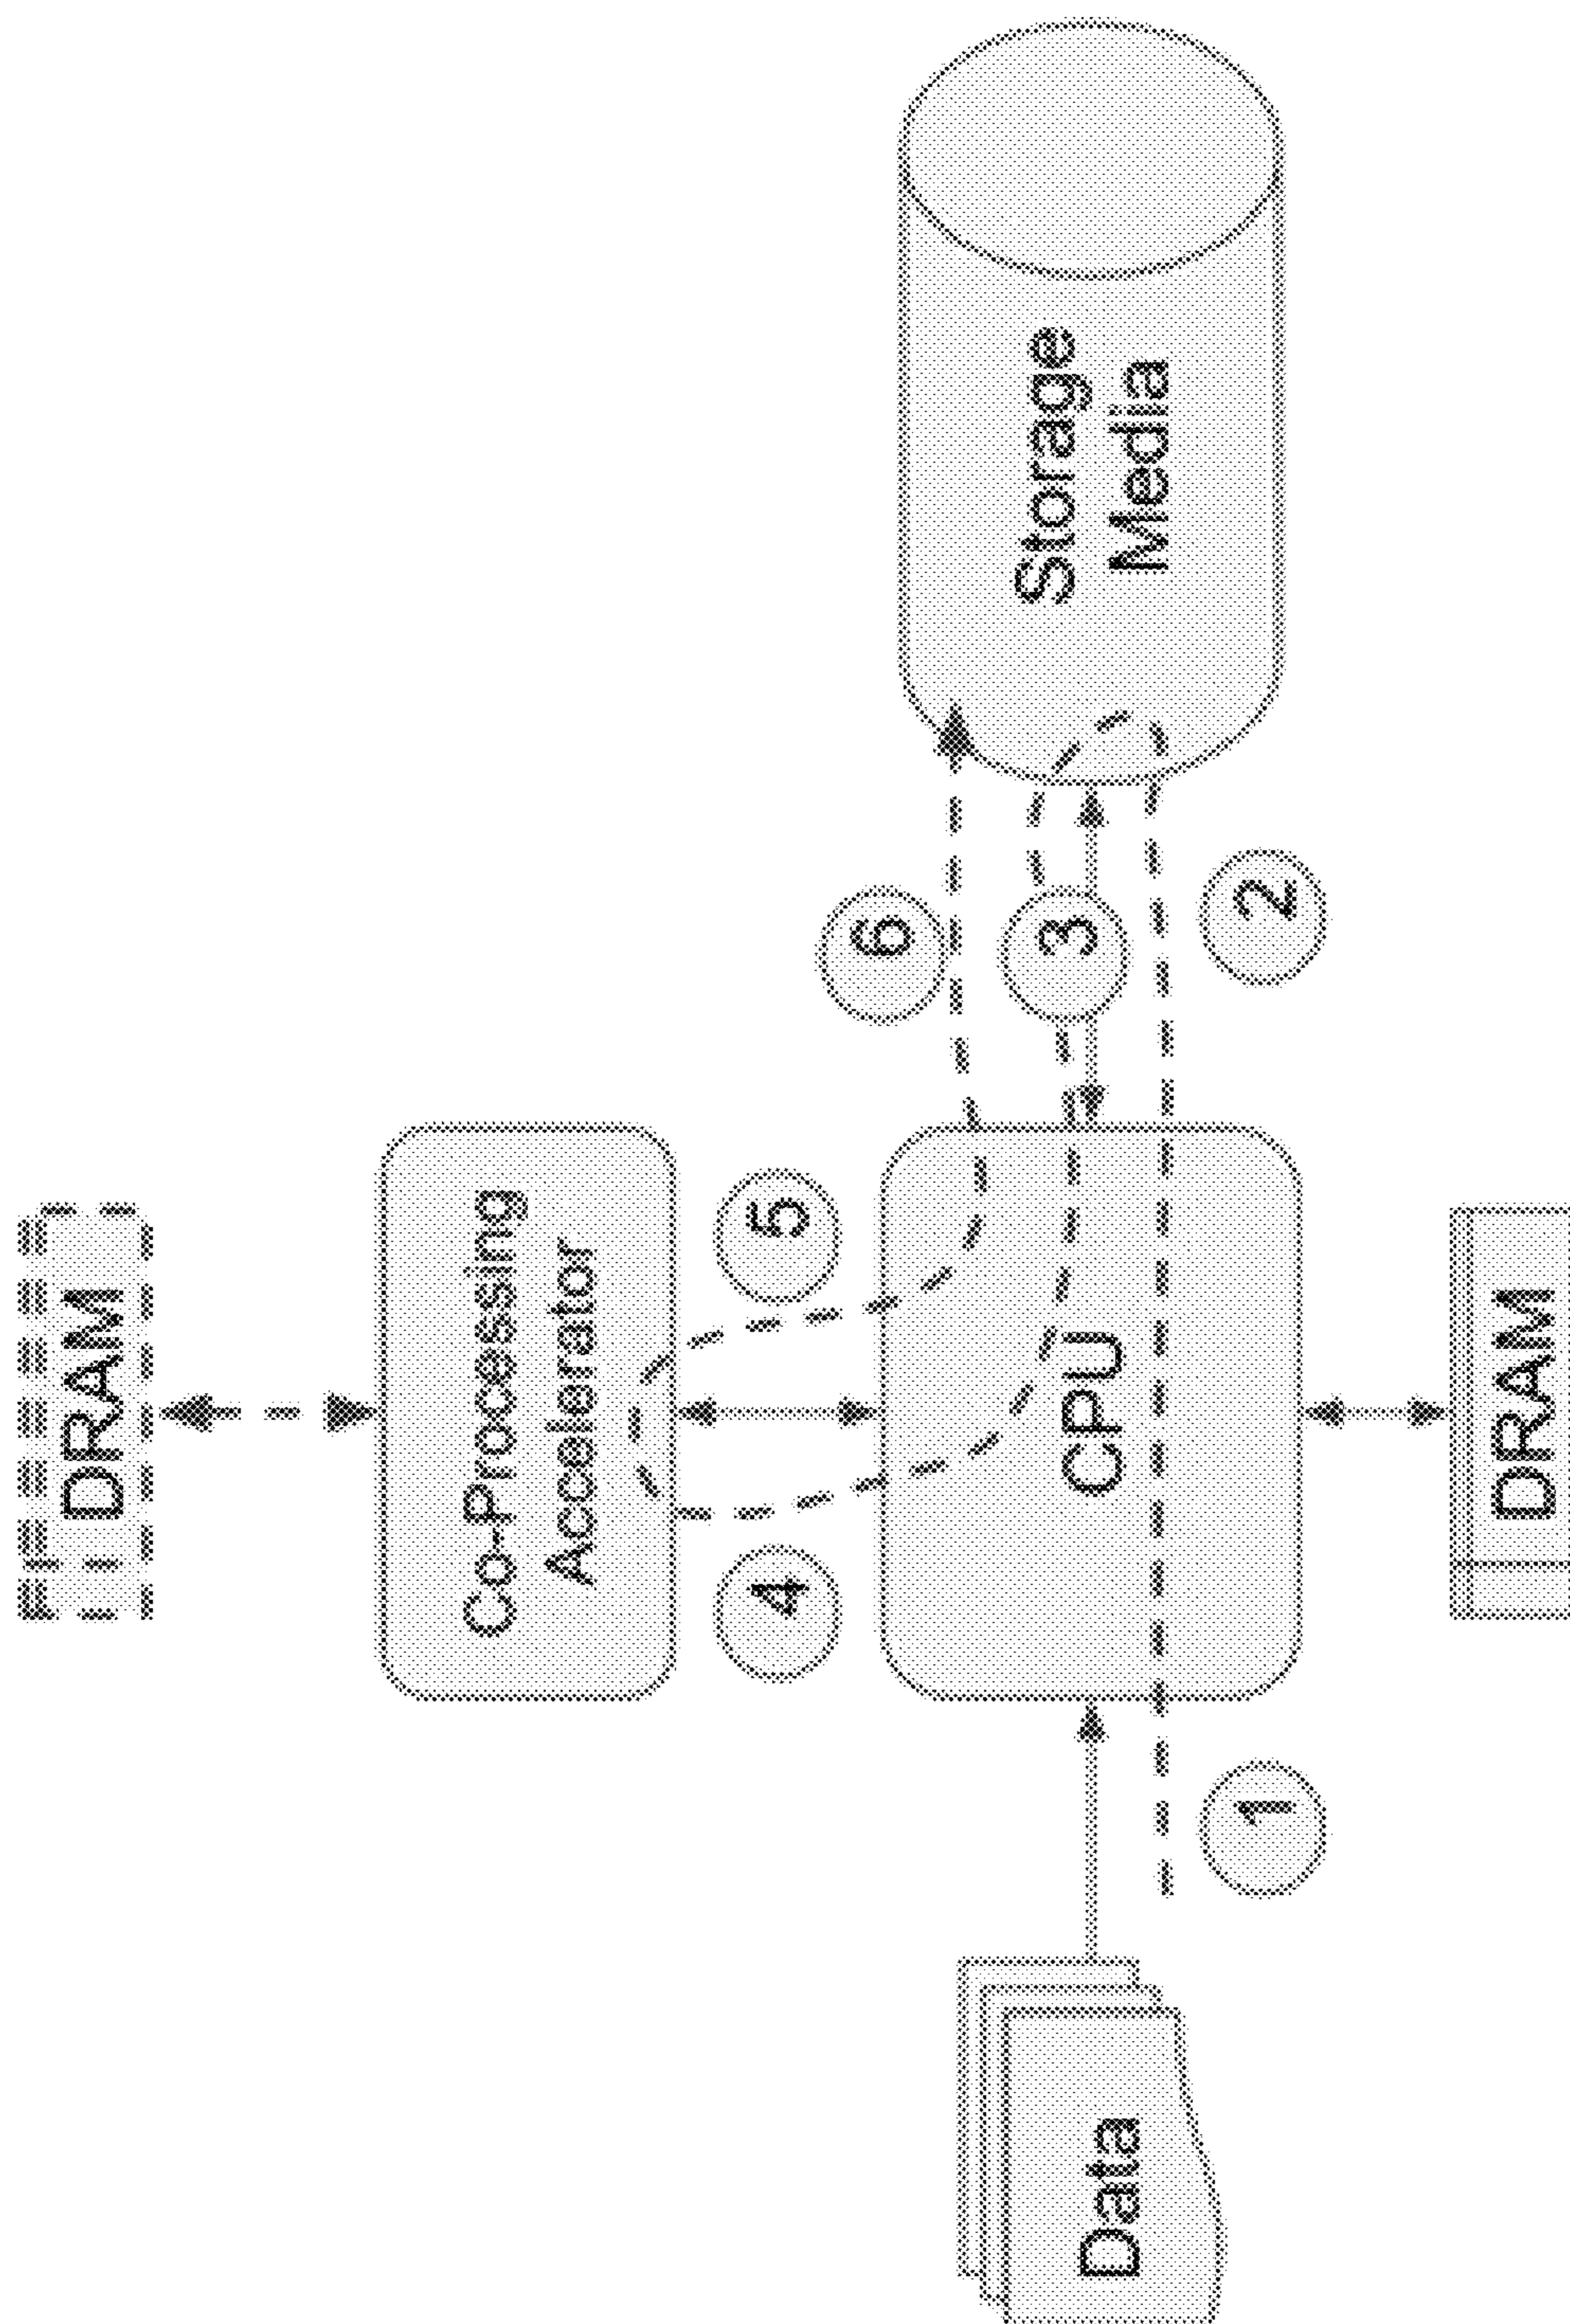 DRAM
Co-Processing
Accelerator
4
5
6
Data
1
CPU
3
2
Storage
Media
DRAM